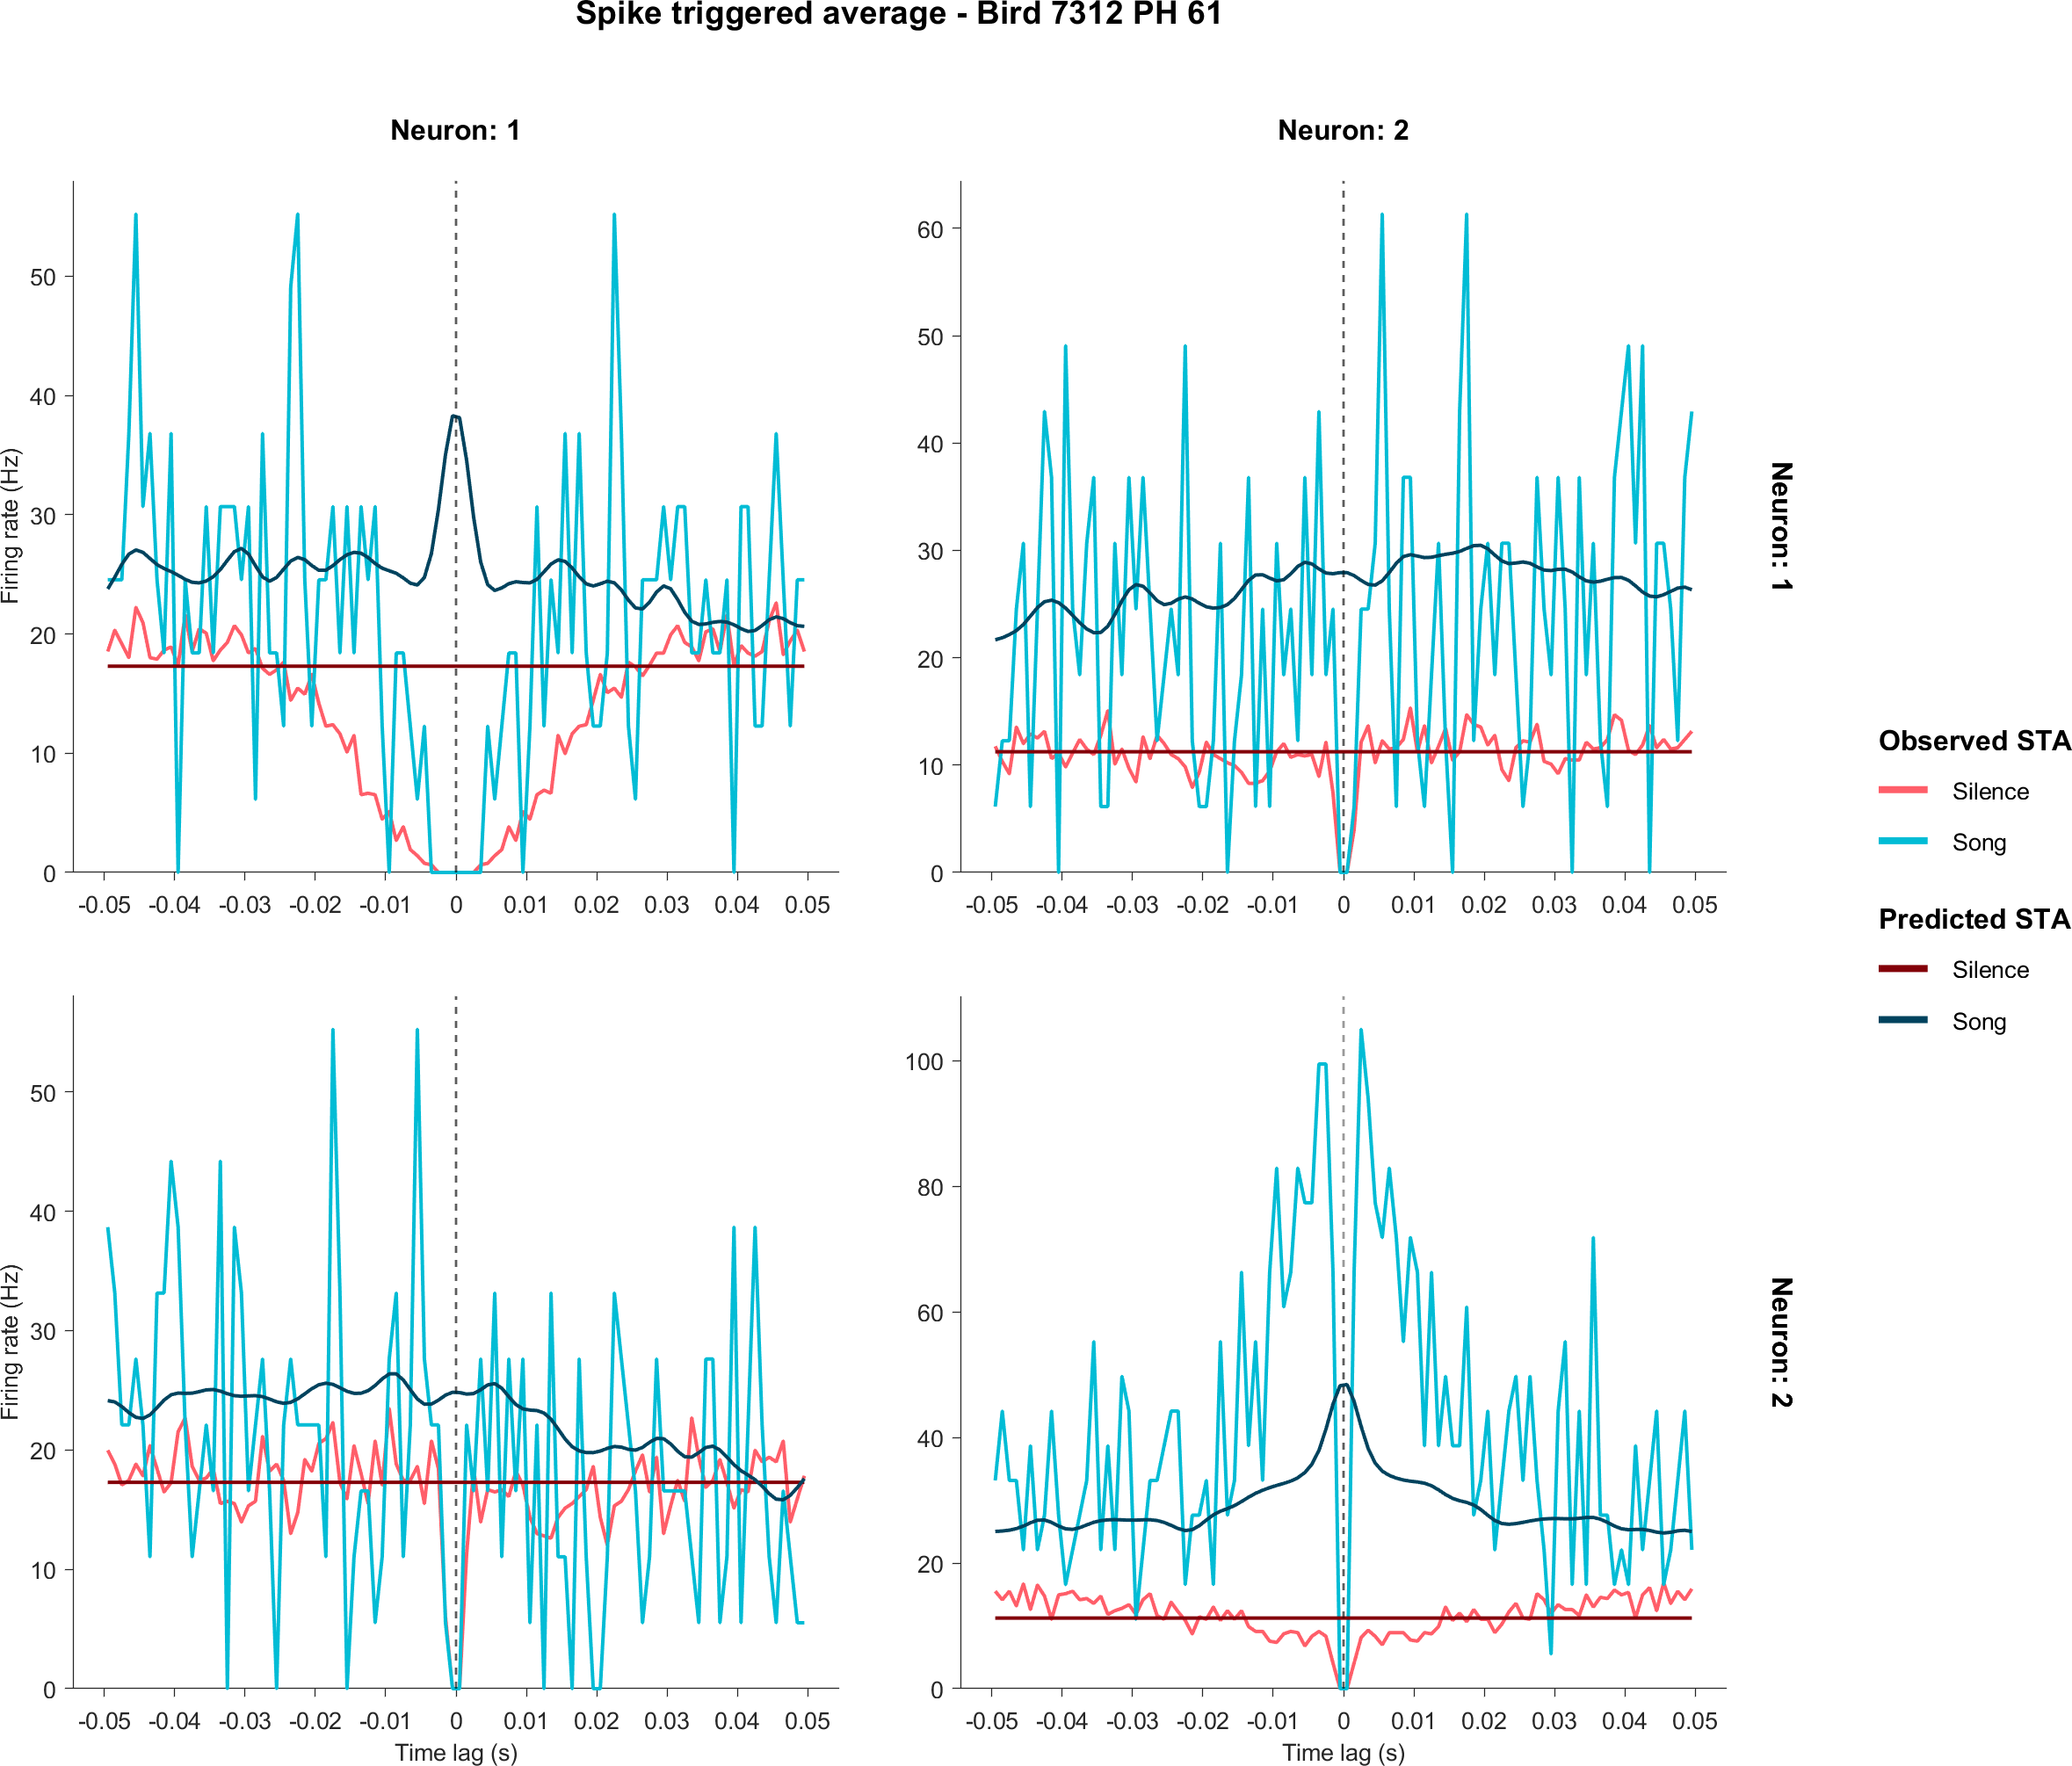 Spike triggered average - Bird 7312 PH 61
Neuron: 1
Neuron: 2
Firing rate (Hz)
50
40
30
20
10
0
-0.05 -0.04 -0.03 -0.02 -0.01 0 0.01 0.02 0.03 0.04 0.05
60
50
40
30
20
10
0
-0.05 -0.04 -0.03 -0.02 -0.01 0 0.01 0.02 0.03 0.04 0.05
Neuron: 1
Firing rate (Hz)
50
40
30
20
10
0
-0.05 -0.04 -0.03 -0.02 -0.01 0 0.01 0.02 0.03 0.04 0.05
Time lag (s)
100
80
60
40
20
0
-0.05 -0.04 -0.03 -0.02 -0.01 0 0.01 0.02 0.03 0.04 0.05
Time lag (s)
Neuron: 2
Observed STA
Silence
Song
Predicted STA
Silence
Song